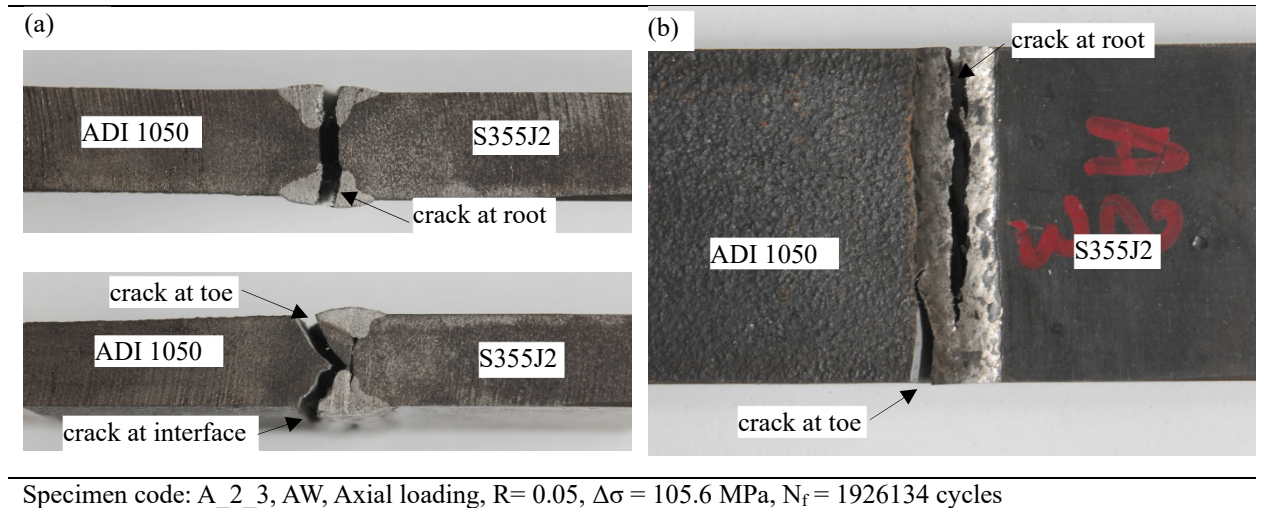 (a)
ADI 1050
S355J2
crack at root
crack at toe
ADI 1050
S355J2
crack at interface
(b)
crack at root
A
2/3
ADI 1050
S355J2
crack at toe
Specimen code: A_2_3, AW, Axial loading, R= 0.05, Δσ = 105.6 MPa, Nf = 1926134 cycles